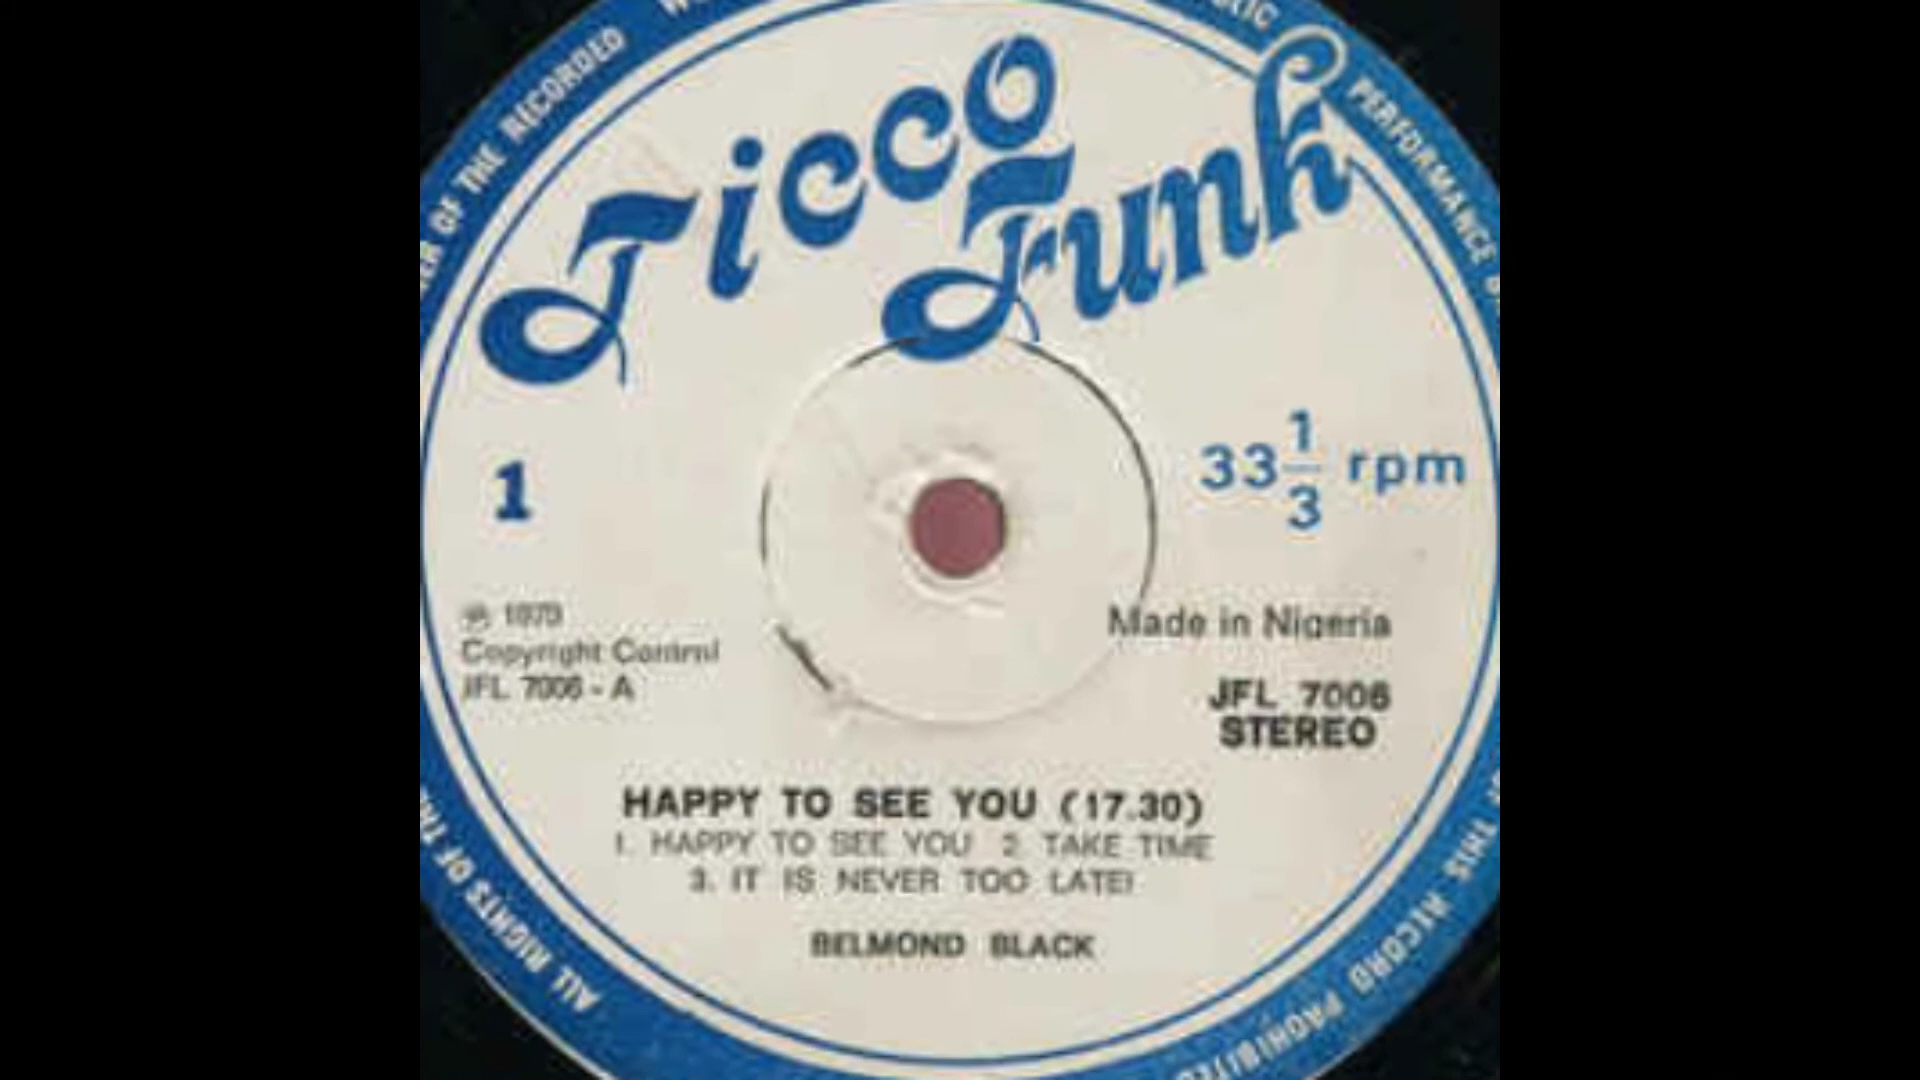 Jicco
Funk
1
33 1/3 rpm
Copyright Control
JFL 7006 - A
Made in Nigeria
JFL 7006
STEREO
HAPPY TO SEE YOU (17.30)
1. HAPPY TO SEE YOU 2. TAKE TIME
3. IT IS NEVER TOO LATE!
BELMOND BLACK
ALL RIGHTS OF THE
OF THE RECORDED
PERFORMANCE
THIS RECORD PROHIBITED